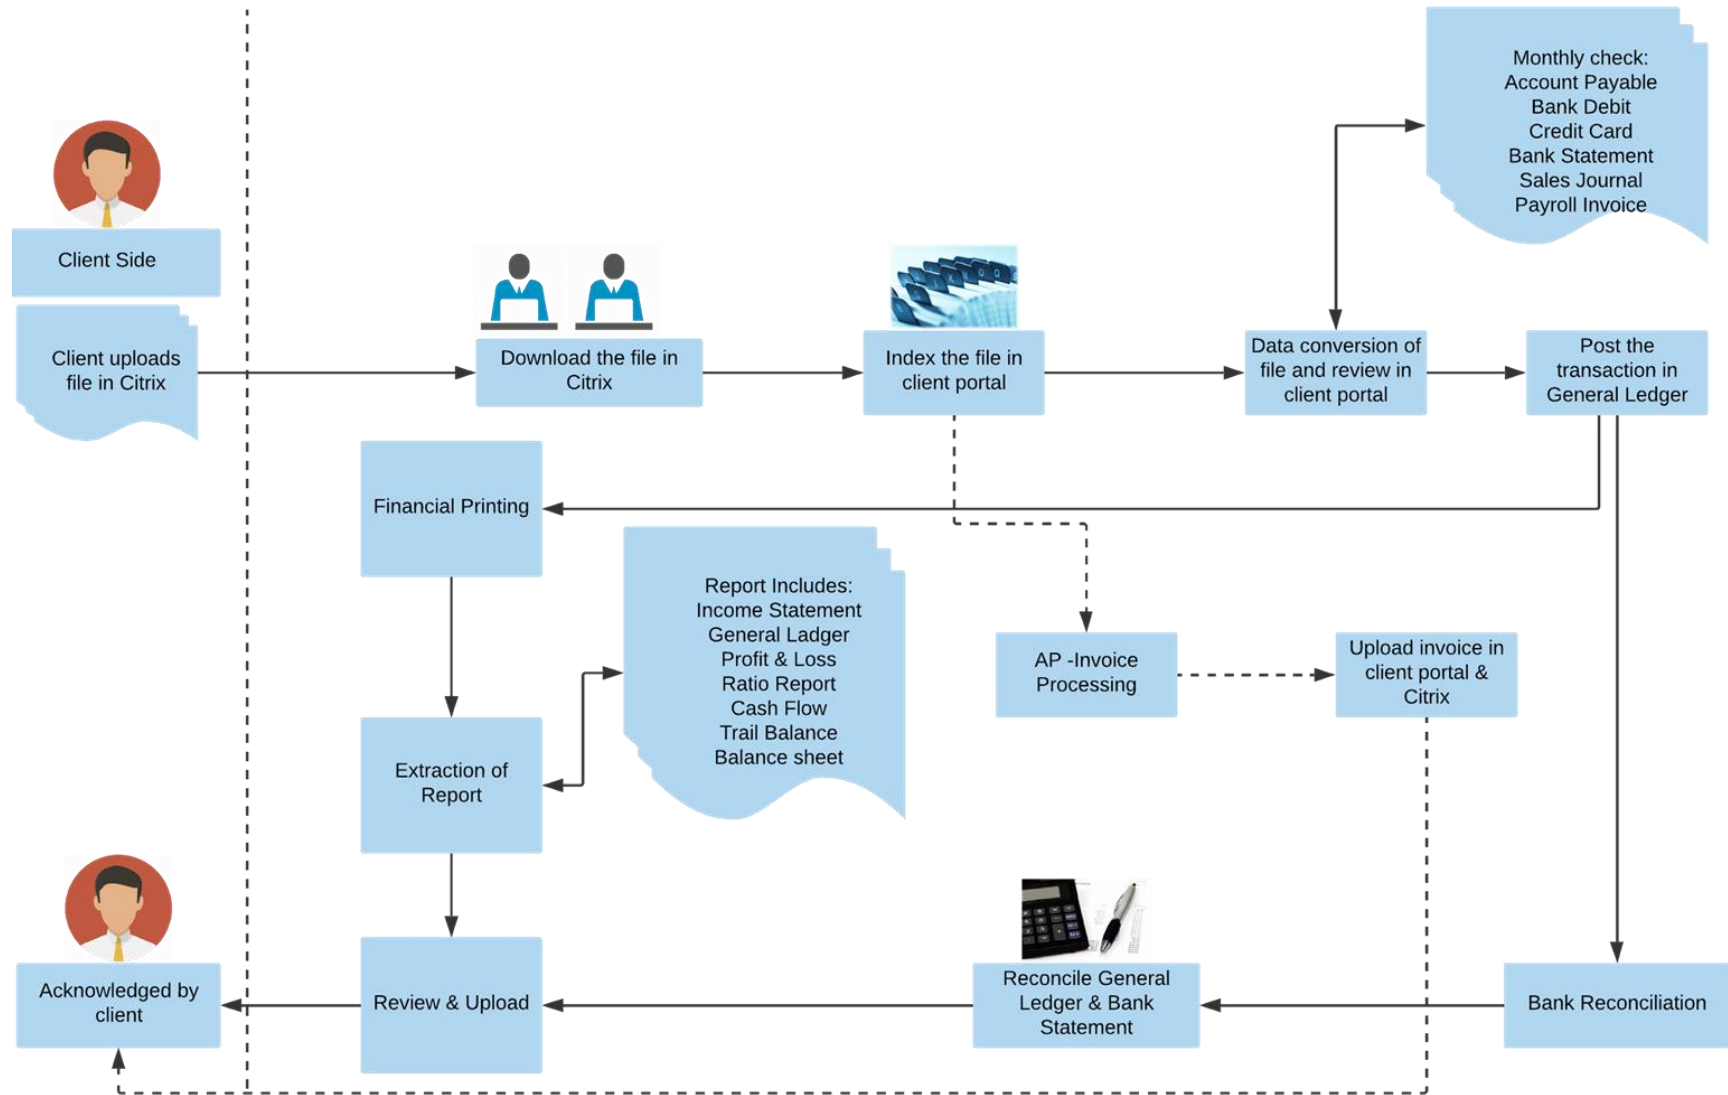 Monthly check:
Account Payable
Bank Debit
Credit Card
Bank Statement
Sales Journal
Payroll Invoice
Client Side
Client uploads
file in Citrix
Download the file in
Citrix
Index the file in
client portal
Data conversion of
file and review in
client portal
Post the
transaction in
General Ledger
Financial Printing
Report Includes:
Income Statement
General Ladger
Profit & Loss
Ratio Report
Cash Flow
Trail Balance
Balance sheet
AP -Invoice
Processing
Upload invoice in
client portal &
Citrix
Extraction of
Report
Acknowledged by
client
Review & Upload
Reconcile General
Ledger & Bank
Statement
Bank Reconciliation